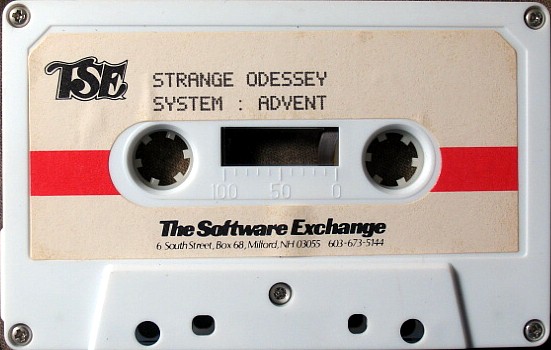 TSE
STRANGE ODESSEY
SYSTEM : ADVENT
100 50 0
The Software Exchange
6 South Street, Box 68, Milford, NH 03055 603-673-5144